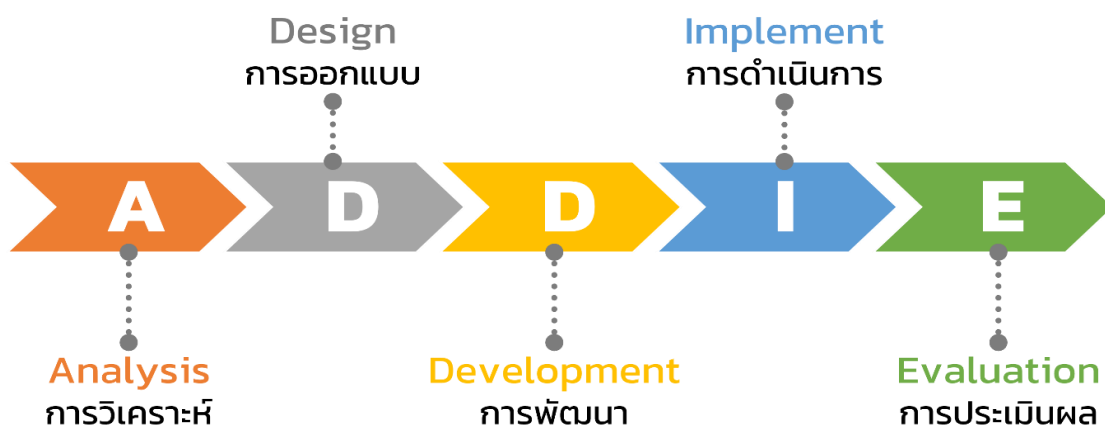 Design
การออกแบบ
Implement
การดำเนินการ
A
D
D
I
E
Analysis
การวิเคราะห์
Development
การพัฒนา
Evaluation
การประเมินผล